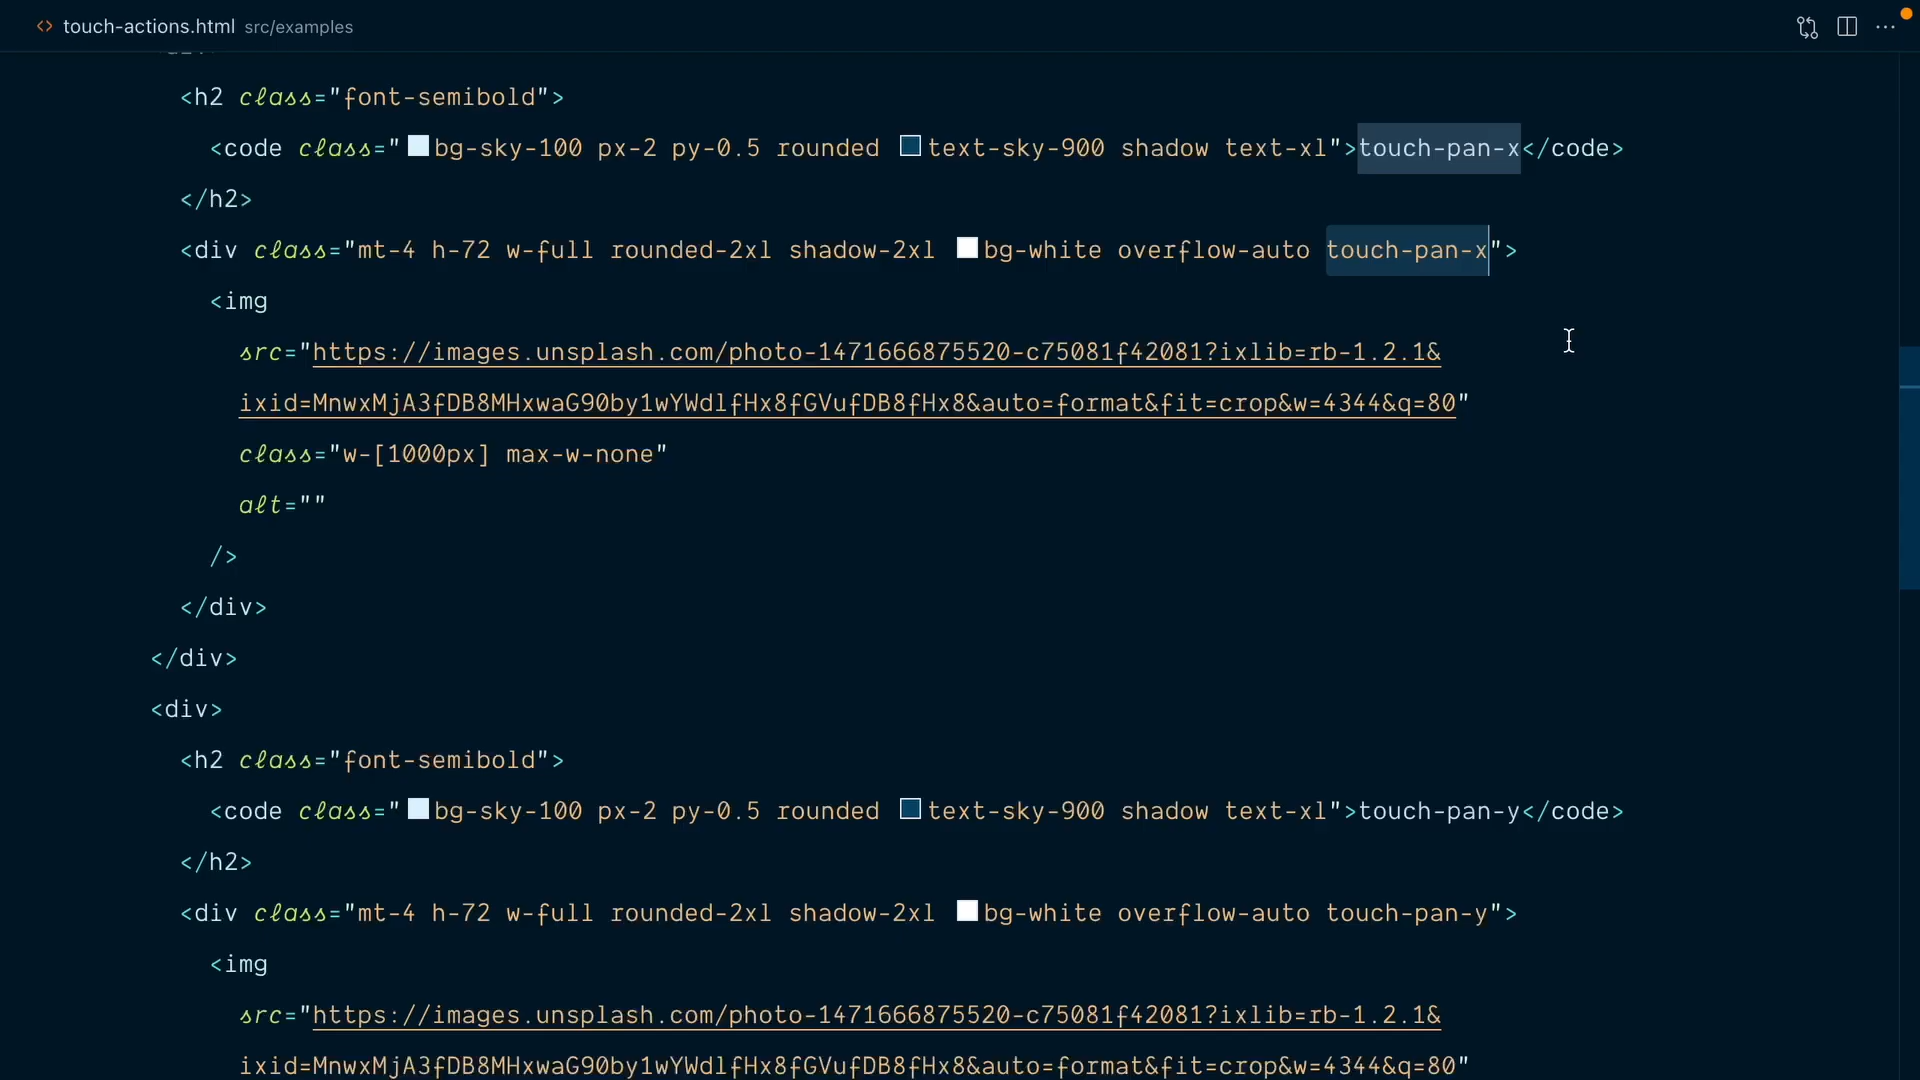 <> touch-actions.html src/examples
<h2 class="font-semibold">
<code class="bg-sky-100 px-2 py-0.5 rounded text-sky-900 shadow text-xl">touch-pan-x</code>
</h2>
<div class="mt-4 h-72 w-full rounded-2xl shadow-2xl bg-white overflow-auto touch-pan-x">
<img
src="https://images.unsplash.com/photo-1471666875520-c75081f42081?ixlib=rb-1.2.1&
ixid=MnwxMjA3fDB8MHxwaG90by1wYWdlfHx8fGVufDB8fHx8&auto=format&fit=crop&w=4344&q=80"
class="w-[1000px] max-w-none"
alt=""
/>
</div>
</div>
<div>
<h2 class="font-semibold">
<code class="bg-sky-100 px-2 py-0.5 rounded text-sky-900 shadow text-xl">touch-pan-y</code>
</h2>
<div class="mt-4 h-72 w-full rounded-2xl shadow-2xl bg-white overflow-auto touch-pan-y">
<img
src="https://images.unsplash.com/photo-1471666875520-c75081f42081?ixlib=rb-1.2.1&
ixid=MnwxMjA3fDB8MHxwaG90by1wYWdlfHx8fGVufDB8fHx8&auto=format&fit=crop&w=4344&q=80"